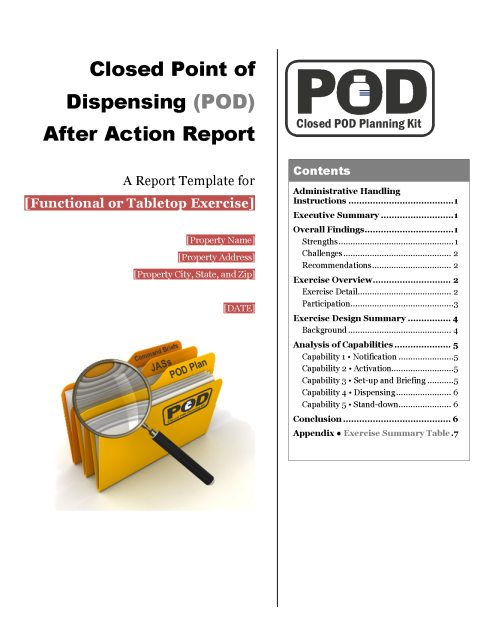 Closed Point of
Dispensing (POD)
After Action Report
A Report Template for
[Functional or Tabletop Exercise]
[Property Name]
[Property Address]
[Property City, State, and Zip]
[DATE]
Command Briefs
JASs
POD Plan
POD
POD
Closed POD Planning Kit
Contents
Administrative Handling
Instructions ....................................... 1
Executive Summary ........................... 1
Overall Findings ................................. 1
Strengths ................................................ 1
Challenges .............................................. 2
Recommendations ................................. 2
Exercise Overview ............................. 2
Exercise Detail ....................................... 2
Participation .......................................... 3
Exercise Design Summary ................ 4
Background ........................................... 4
Analysis of Capabilities ..................... 5
Capability 1 • Notification ....................... 5
Capability 2 • Activation .......................... 5
Capability 3 • Set-up and Briefing ........... 5
Capability 4 • Dispensing ....................... 6
Capability 5 • Stand-down ...................... 6
Conclusion ......................................... 6
Appendix ● Exercise Summary Table . 7